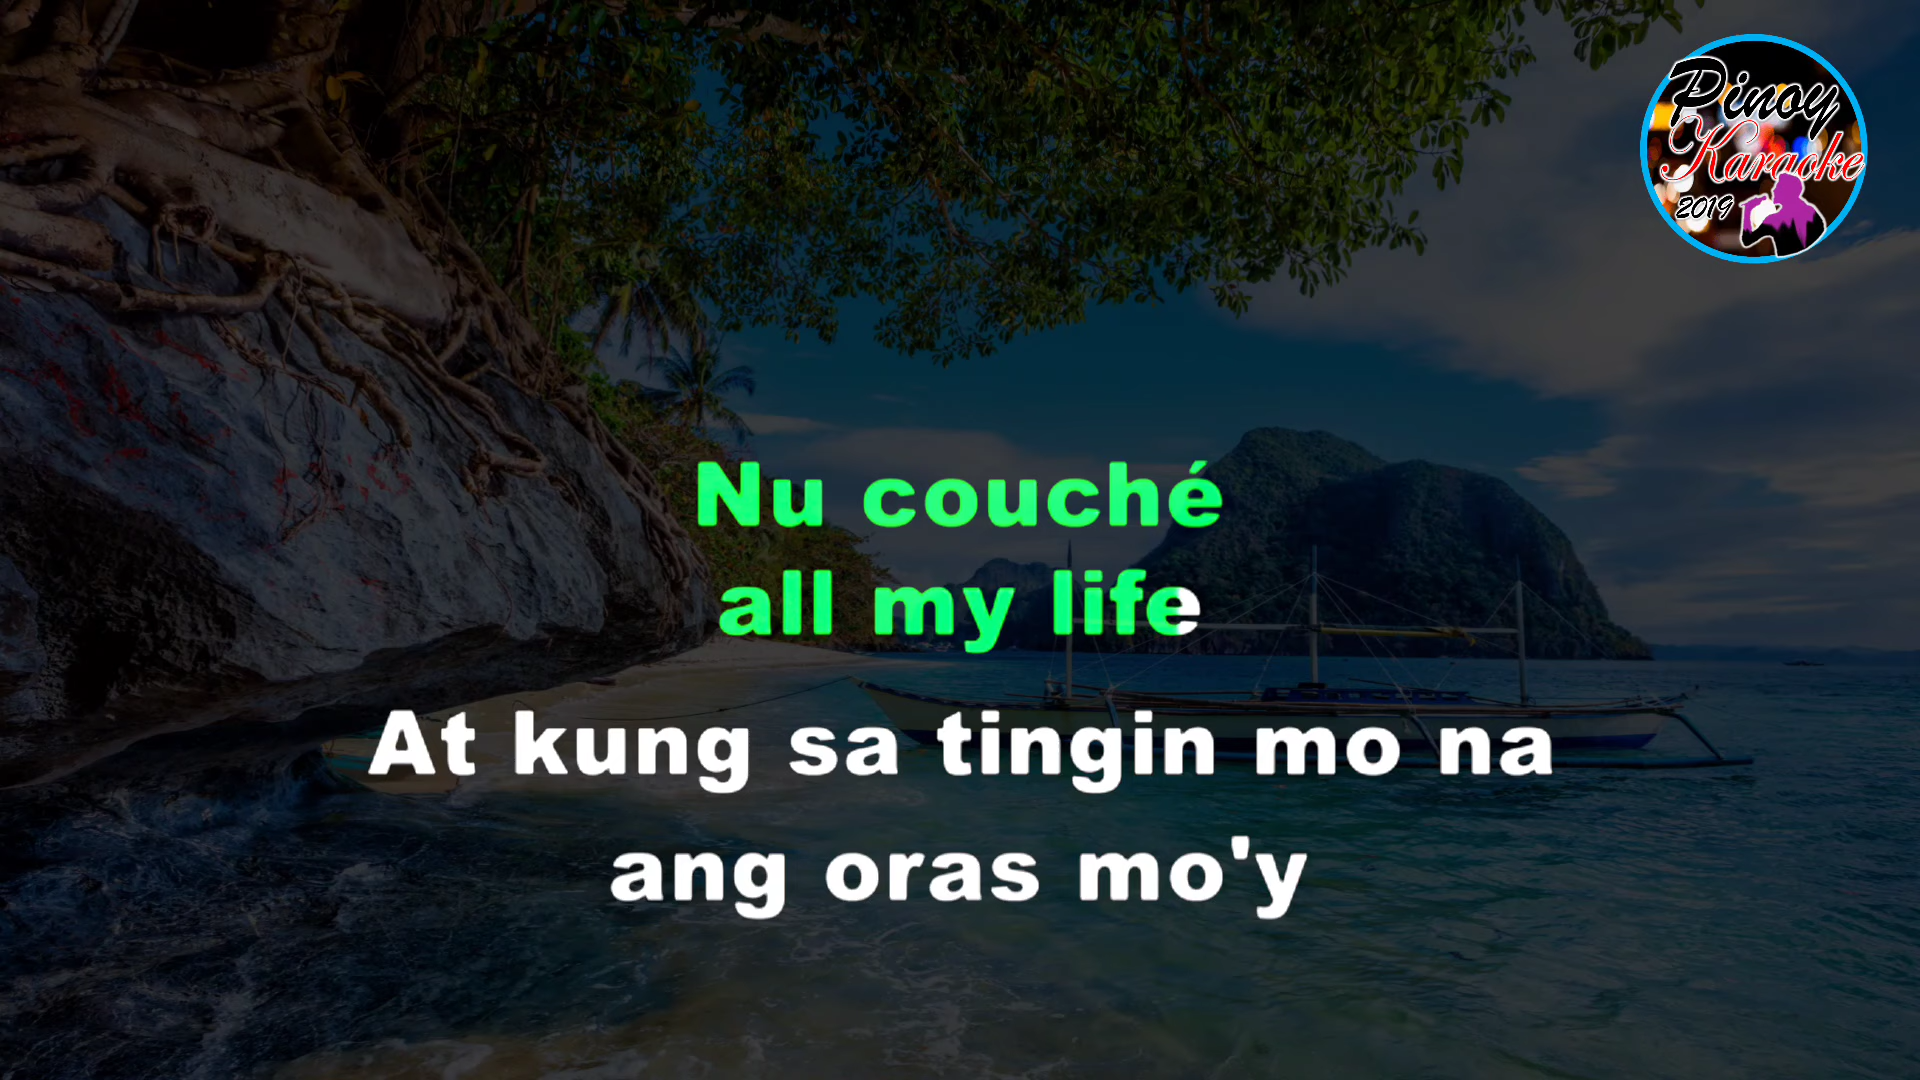 Pinoy
Karaoke
2019
Nu couché
all my life
At kung sa tingin mo na
ang oras mo'y